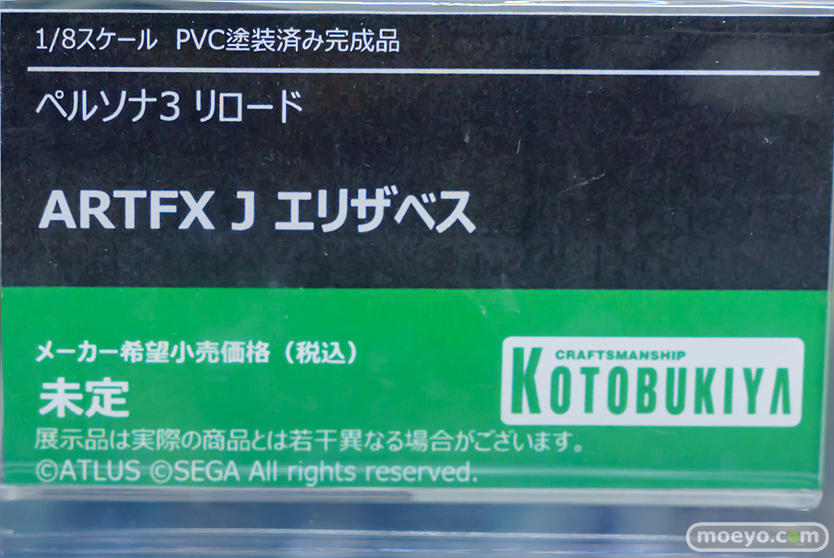 1/8スケール PVC塗装済み完成品
ペルソナ3 リロード
ARTFX J エリザベス
メーカー希望小売価格（税込）
未定
CRAFTSMANSHIP
KOTOBUKIYA
展示品は実際の商品とは若干異なる場合がございます。
©ATLUS ©SEGA All rights reserved.
moeyo.com